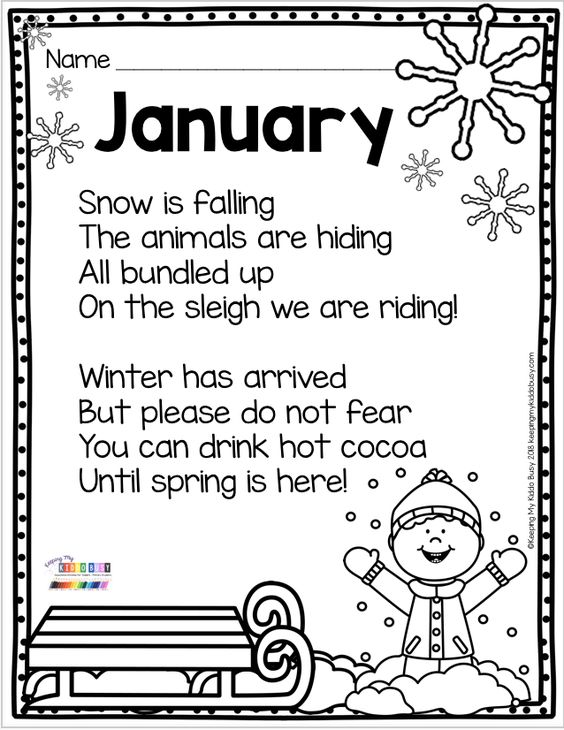 Name
January
Snow is falling
The animals are hiding
All bundled up
On the sleigh we are riding!
Winter has arrived
But please do not fear
You can drink hot cocoa
Until spring is here!
©Keeping My Kiddo Busy 2018 keepingmykiddobusy.com
Keeping My
KIDDO BUSY